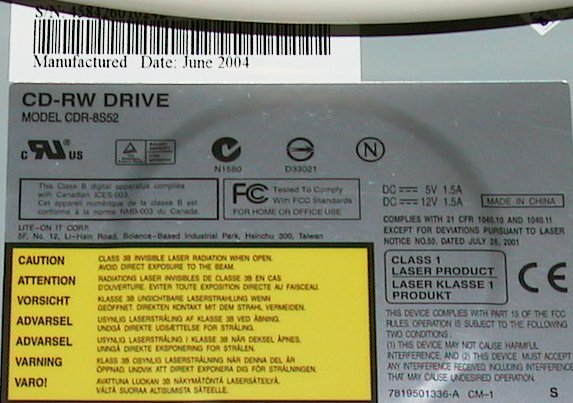 Manufactured Date: June 2004
CD-RW DRIVE
MODEL CDR-8S52
C US
N1580
D33021
N
This Class B digital apparatus complies
with Canadian ICES-003.
Cet appareil numérique de la classe B est
conforme à la norme NMB-003 du Canada.
FC Tested To Comply
With FCC Standards
FOR HOME OR OFFICE USE
DC 5V 1.5A
DC 12V 1.5A
MADE IN CHINA
LITE-ON IT CORP.
5F, No. 12, Li-Hsin Road, Science-Based Industrial Park, Hsinchu 300, Taiwan
COMPLIES WITH 21 CFR 1040.10 AND 1040.11
EXCEPT FOR DEVIATIONS PURSUANT TO LASER
NOTICE NO.50, DATED JULY 26, 2001
CAUTION CLASS 3B INVISIBLE LASER RADIATION WHEN OPEN.
AVOID DIRECT EXPOSURE TO THE BEAM.
ATTENTION RADIATIONS LASER INVISIBLES DE CLASSE 3B EN CAS
D'OUVERTURE. EVITER TOUTE EXPOSITION DIRECTE AU FAISCEAU.
VORSICHT KLASSE 3B UNSICHTBARE LASERSTRAHLUNG WENN
GEÖFFNET. DIREKTEN KONTAKT MIT DEM STRAHL VERMEIDEN.
ADVARSEL USYNLIG LASERSTRÅLING AF KLASSE 3B VED ÅBNING.
UNDGÅ DIREKTE UDSÆTTELSE FOR STRÅLING.
ADVARSEL USYNLIG LASERSTRÅLING I KLASSE 3B NÅR DEKSEL ÅPNES.
UNNGÅ DIREKTE EKSPONERING FOR STRÅLEN.
VARNING KLASS 3B OSYNLIG LASERSTRÅLNING NÄR DENNA DEL ÄR
ÖPPNAD, UNDVIK ATT DIREKT EXPONERA DIG FÖR STRÅLNINGEN.
VARO! AVATTUNA LUOKAN 3B NÄKYMÄTÖNTÄ LASERSÄTEILYÄ.
VÄLTÄ SUORAA ALTISUMISTA SÄTEELLE.
CLASS 1
LASER PRODUCT
LASER KLASSE 1
PRODUKT
CE
THIS DEVICE COMPLIES WITH PART 15 OF THE FCC
RULES. OPERATION IS SUBJECT TO THE FOLLOWING
TWO CONDITIONS:
(1) THIS DEVICE MAY NOT CAUSE HARMFUL
INTERFERENCE, AND (2) THIS DEVICE MUST ACCEPT
ANY INTERFERENCE RECEIVED, INCLUDING INTERFERENCE
THAT MAY CAUSE UNDESIRED OPERATION.
7819501336-A CM-1 S